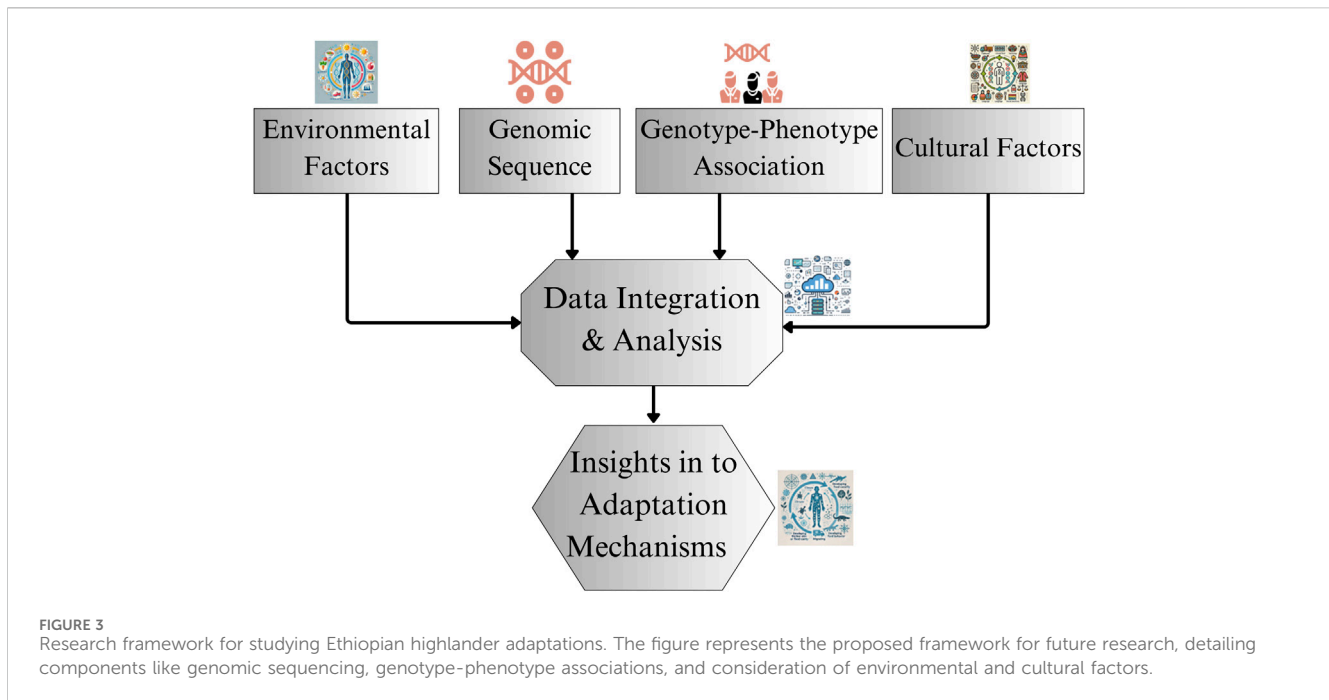 Environmental
Factors
Genomic
Sequence
Genotype-Phenotype
Association
Cultural Factors
Data Integration
& Analysis
Insights in to
Adaptation
Mechanisms
FIGURE 3
Research framework for studying Ethiopian highlander adaptations. The figure represents the proposed framework for future research, detailing
components like genomic sequencing, genotype-phenotype associations, and consideration of environmental and cultural factors.